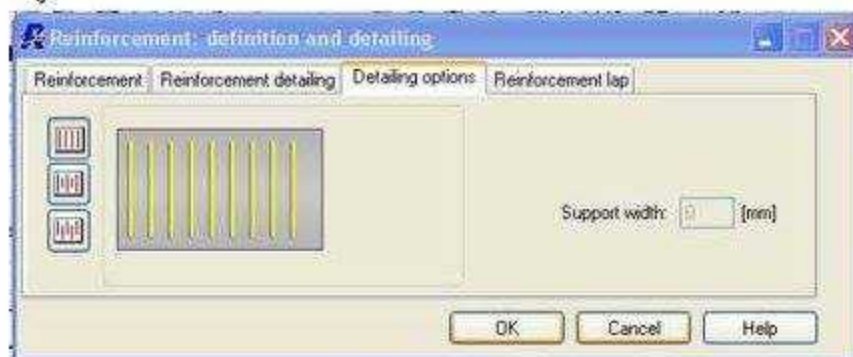 Reinforcement: definition and detailing
Reinforcement Reinforcement detailing Detailing options Reinforcement lap
Support width: [mm]
OK Cancel Help